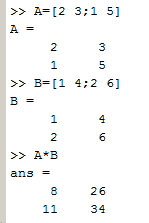 >> A=[2 3;1 5]
A =
2 3
1 5
>> B=[1 4;2 6]
B =
1 4
2 6
>> A*B
ans =
8 26
11 34